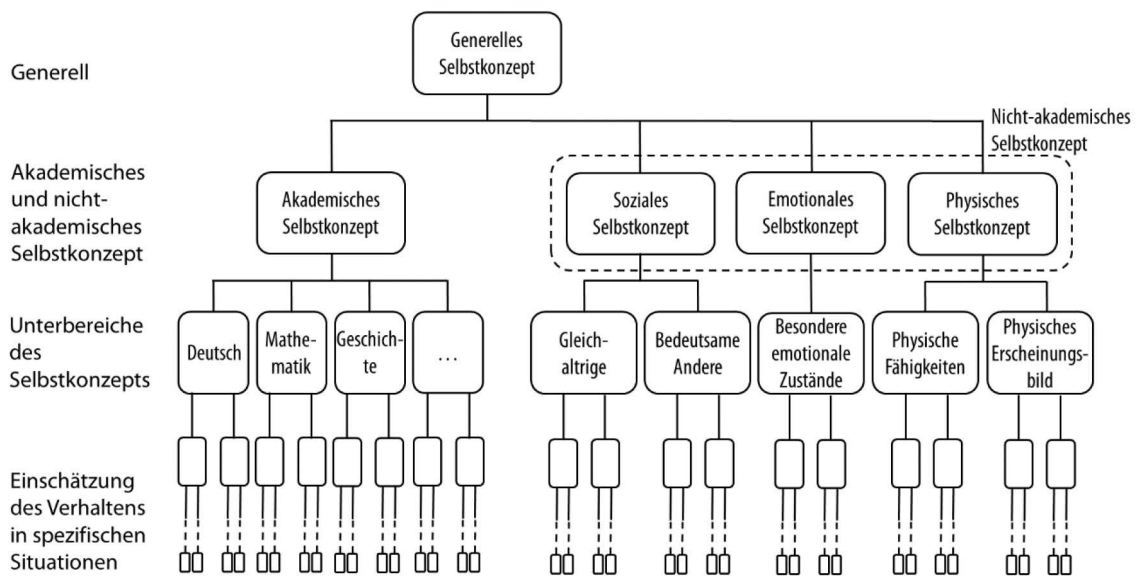 Generelles
Selbstkonzept
Generell
Nicht-akademisches
Selbstkonzept
Akademisches
und nicht-
akademisches
Selbstkonzept
Akademisches
Selbstkonzept
Soziales
Selbstkonzept
Emotionales
Selbstkonzept
Physisches
Selbstkonzept
Unterbereiche
des
Selbstkonzepts
Deutsch
Mathe-
matik
Geschich-
te
...
Gleich-
altrige
Bedeutsame
Andere
Besondere
emotionale
Zustände
Physische
Fähigkeiten
Physisches
Erscheinungs-
bild
Einschätzung
des Verhaltens
in spezifischen
Situationen